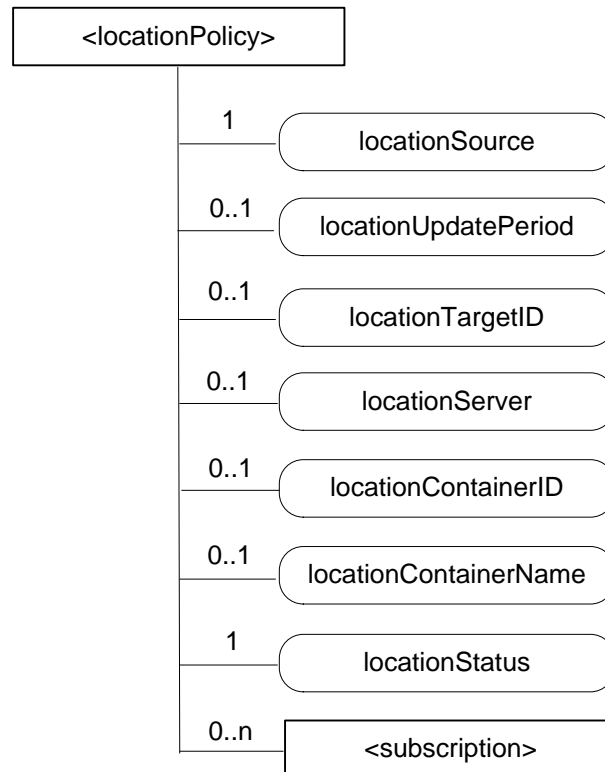 <locationPolicy>
1
locationSource
0..1
locationUpdatePeriod
0..1
locationTargetID
0..1
locationServer
0..1
locationContainerID
0..1
locationContainerName
1
locationStatus
0..n
<subscription>